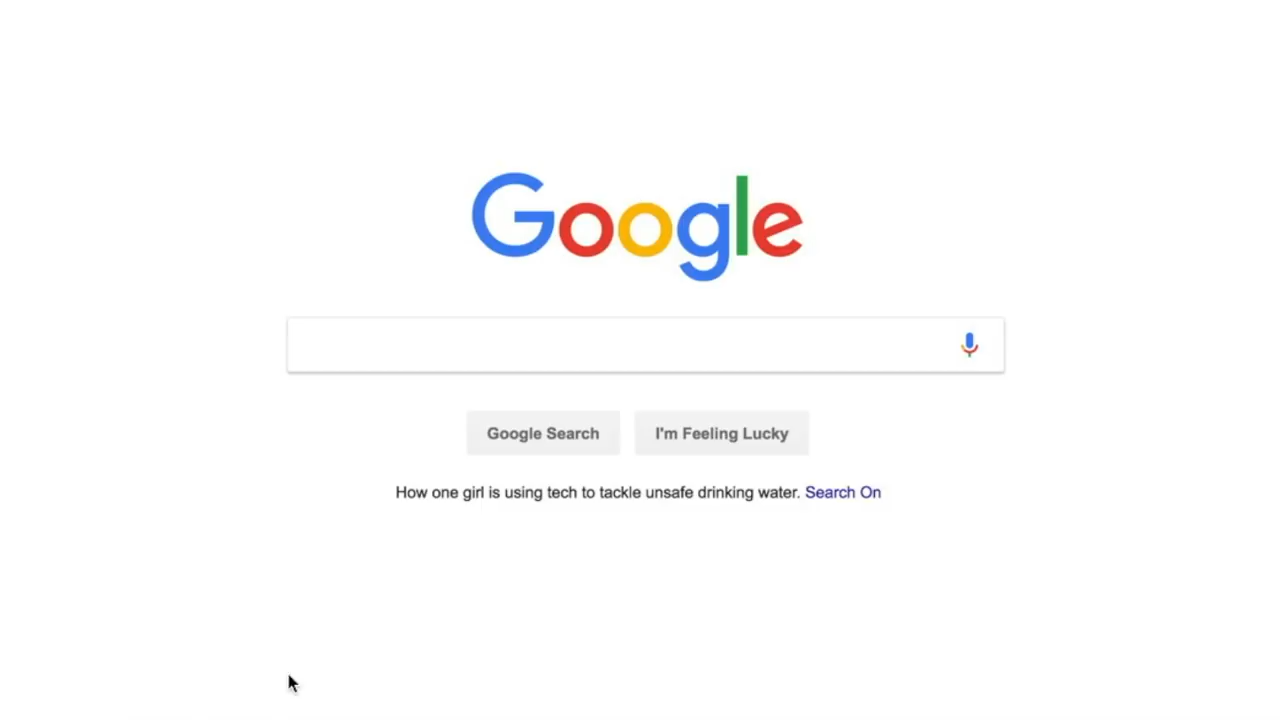 Google
Google Search
I'm Feeling Lucky
How one girl is using tech to tackle unsafe drinking water. Search On